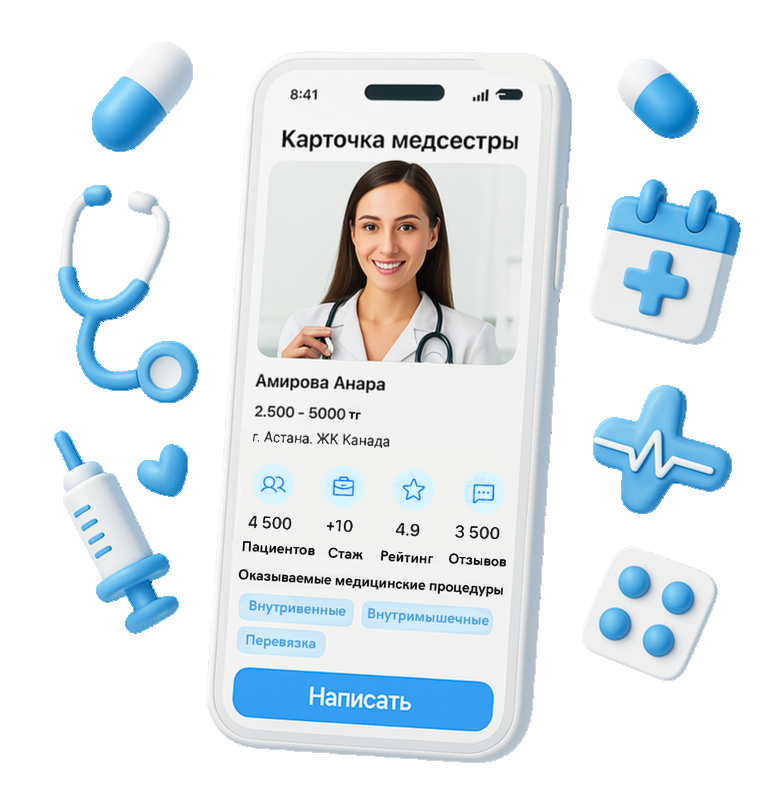 8:41
Карточка медсестры
Амирова Анара
2.500 - 5000 тг
г. Астана. ЖК Канада
4 500 +10 4.9 3 500
Пациентов Стаж Рейтинг Отзывов
Оказываемые медицинские процедуры
Внутривенные Внутримышечные
Перевязка
Написать